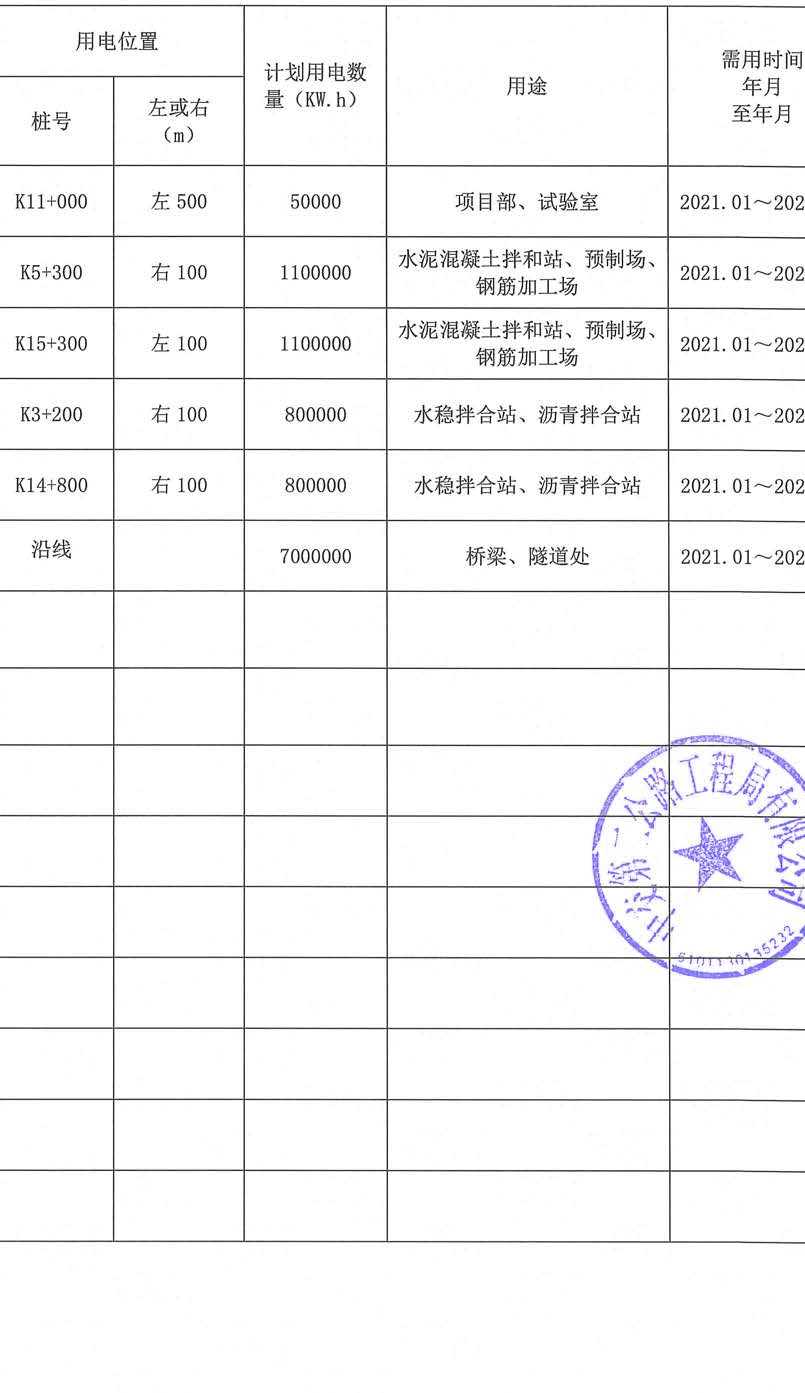 用电位置
计划用电数
量（KW.h）
用途
需用时间
年月
至年月
桩号
左或右
（m）
K11+000 左 500 50000 项目部、试验室 2021.01～202
K5+300 右 100 1100000 水泥混凝土拌和站、预制场、
钢筋加工场 2021.01～202
K15+300 左 100 1100000 水泥混凝土拌和站、预制场、
钢筋加工场 2021.01～202
K3+200 右 100 800000 水稳拌合站、沥青拌合站 2021.01～202
K14+800 右 100 800000 水稳拌合站、沥青拌合站 2021.01～202
沿线 7000000 桥梁、隧道处 2021.01～202
中交第二公路工程局有限公司